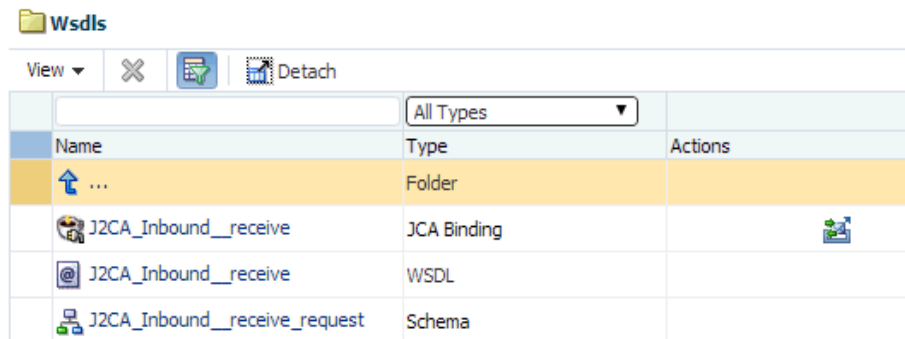 Wsdls
View Detach
All Types
Name Type Actions
... Folder
J2CA_Inbound__receive JCA Binding
@ J2CA_Inbound__receive WSDL
J2CA_Inbound__receive_request Schema